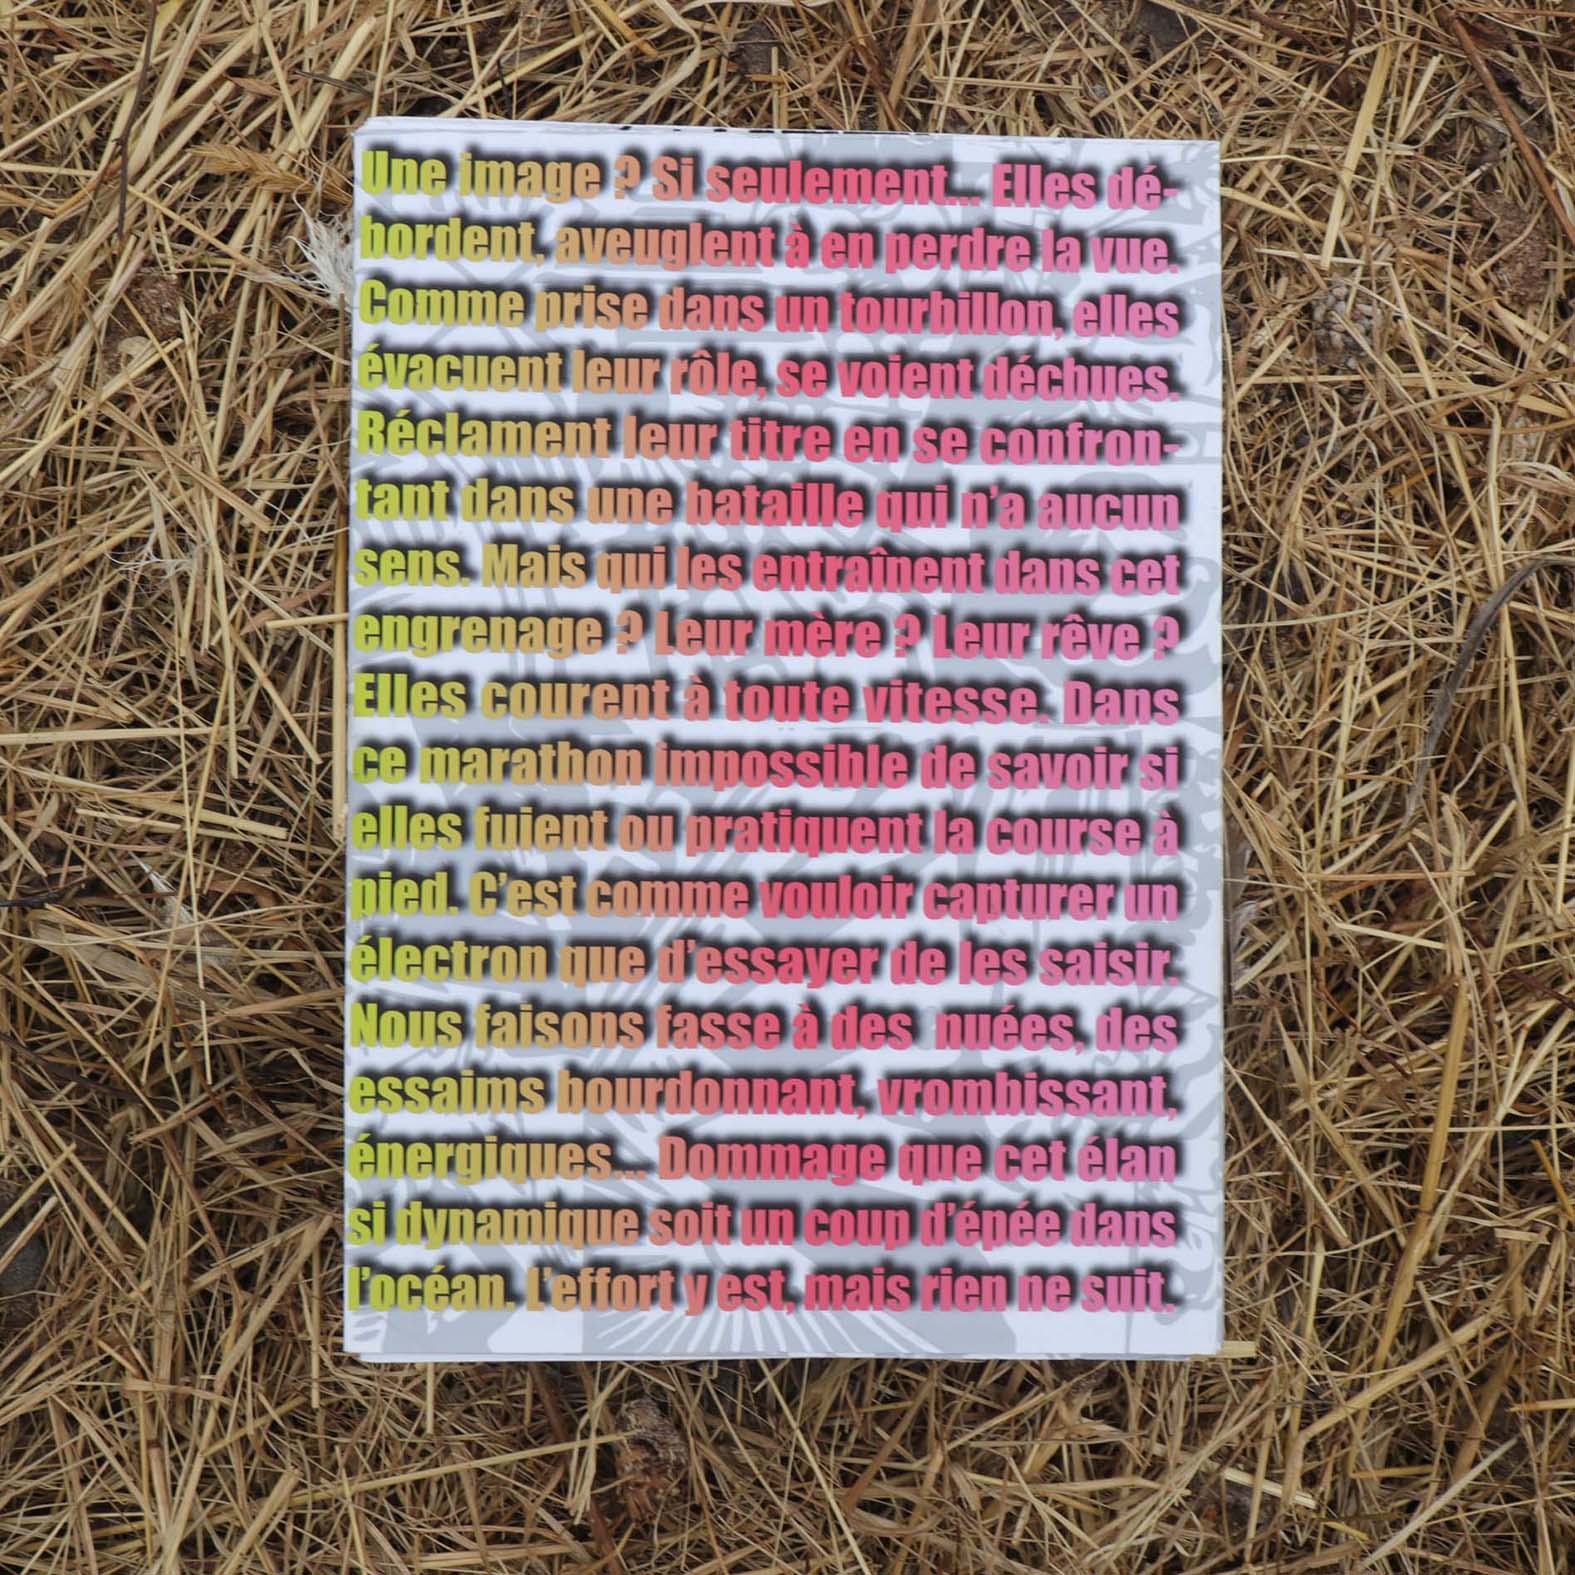 Une image ? Si seulement... Elles dé-
bordent, aveuglent à en perdre la vue.
Comme prise dans un tourbillon, elles
évacuent leur rôle, se voient déchues.
Réclament leur titre en se confron-
tant dans une bataille qui n'a aucun
sens. Mais qui les entraînent dans cet
engrenage ? Leur mère ? Leur rêve ?
Elles courent à toute vitesse. Dans
ce marathon impossible de savoir si
elles fuient ou pratiquent la course à
pied. C'est comme vouloir capturer un
électron que d'essayer de les saisir.
Nous faisons fasse à des nuées, des
essaims bourdonnant, vrombissant,
énergiques... Dommage que cet élan
si dynamique soit un coup d'épée dans
l'océan. L'effort y est, mais rien ne suit.